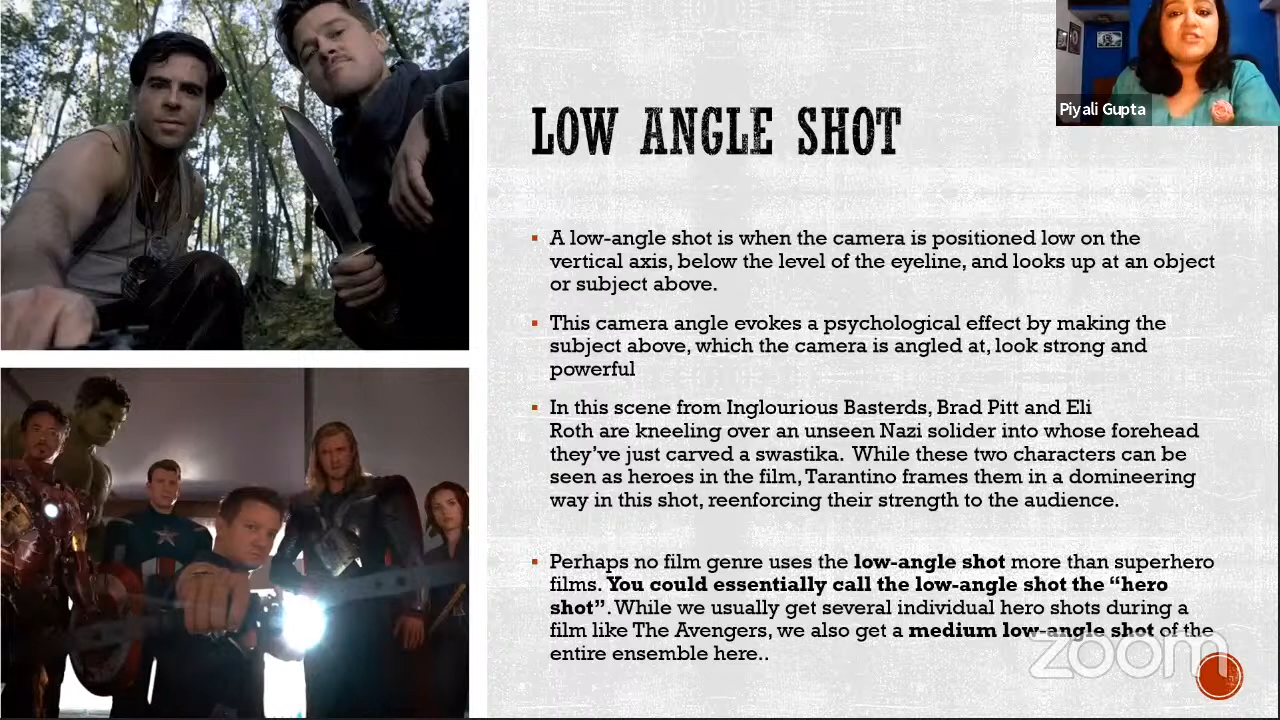 Piyali Gupta
LOW ANGLE SHOT
A low-angle shot is when the camera is positioned low on the
vertical axis, below the level of the eyeline, and looks up at an object
or subject above.
This camera angle evokes a psychological effect by making the
subject above, which the camera is angled at, look strong and
powerful
In this scene from Inglourious Basterds, Brad Pitt and Eli
Roth are kneeling over an unseen Nazi solider into whose forehead
they've just carved a swastika. While these two characters can be
seen as heroes in the film, Tarantino frames them in a domineering
way in this shot, reenforcing their strength to the audience.
Perhaps no film genre uses the low-angle shot more than superhero
films. You could essentially call the low-angle shot the “hero
shot”. While we usually get several individual hero shots during a
film like The Avengers, we also get a medium low-angle shot of the
entire ensemble here..
zoom